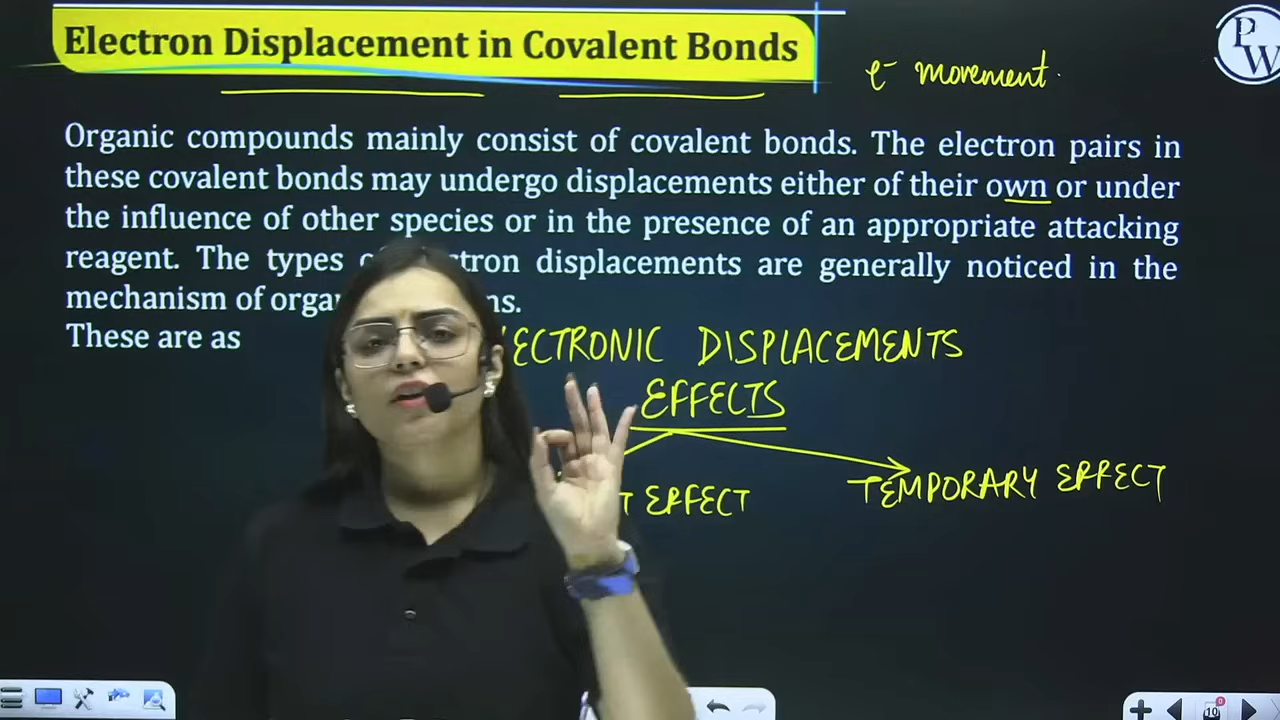 Electron Displacement in Covalent Bonds
PW
e⁻ movement.
Organic compounds mainly consist of covalent bonds. The electron pairs in
these covalent bonds may undergo displacements either of their own or under
the influence of other species or in the presence of an appropriate attacking
reagent. The types ctron displacements are generally noticed in the
mechanism of orga ns.
These are as
ECTRONIC DISPLACEMENTS
EFFECTS
T EFFECT TEMPORARY EFFECT
10